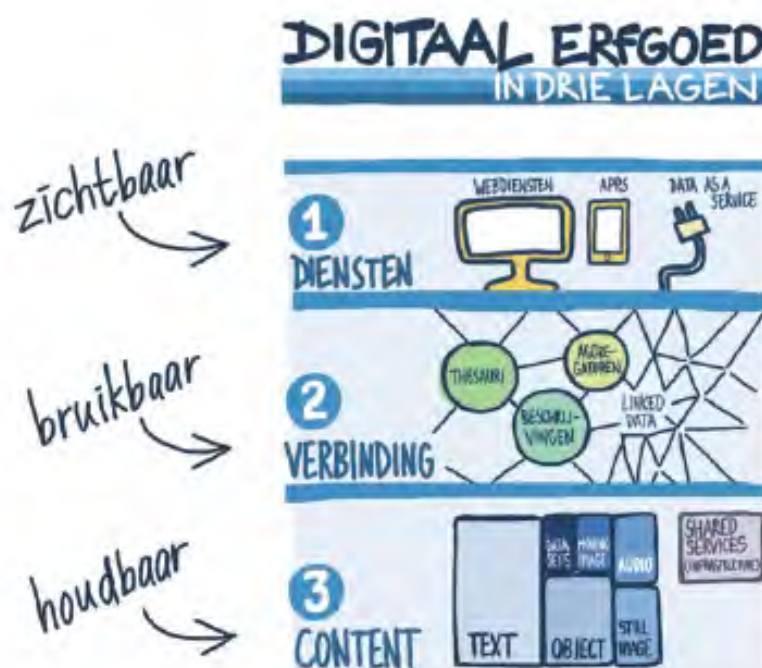 DIGITAAL ERFGOED
IN DRIE LAGEN
zichtbaar
1
DIENSTEN
WEBDIENSTEN
APPS
DATA AS A
SERVICE
bruikbaar
2
VERBINDING
THESAURI
AGGRE-
GATOREN
BESCHRIJ-
VINGEN
LINKED
DATA
houdbaar
3
CONTENT
TEXT
DATA
SETS
MOVING
IMAGE
AUDIO
OBJECT
STILL
IMAGE
SHARED
SERVICES